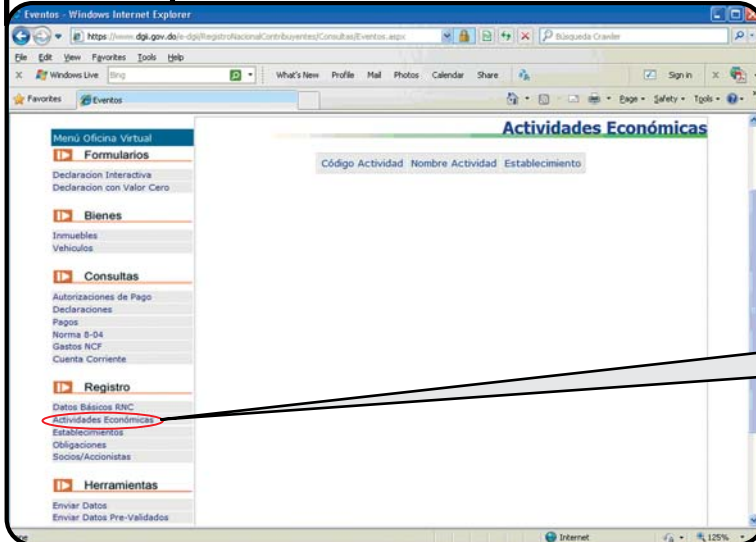 Eventos - Windows Internet Explorer
https://www.dgi.gov.do/e-dgi/RegistroNacionalContribuyentes/Consultas/Eventos.aspx
Búsqueda Crawler
File Edit View Favorites Tools Help
X Windows Live Bing What's New Profile Mail Photos Calendar Share Sign in X
Favorites Eventos Page Safety Tools
Actividades Económicas
Menú Oficina Virtual
Formularios
Código Actividad Nombre Actividad Establecimiento
Declaracion Interactiva
Declaracion con Valor Cero
Bienes
Inmuebles
Vehiculos
Consultas
Autorizaciones de Pago
Declaraciones
Pagos
Norma 8-04
Gastos NCF
Cuenta Corriente
Registro
Datos Básicos RNC
Actividades Económicas
Establecimientos
Obligaciones
Socios/Accionistas
Herramientas
Enviar Datos
Enviar Datos Pre-Validados
Internet 125%